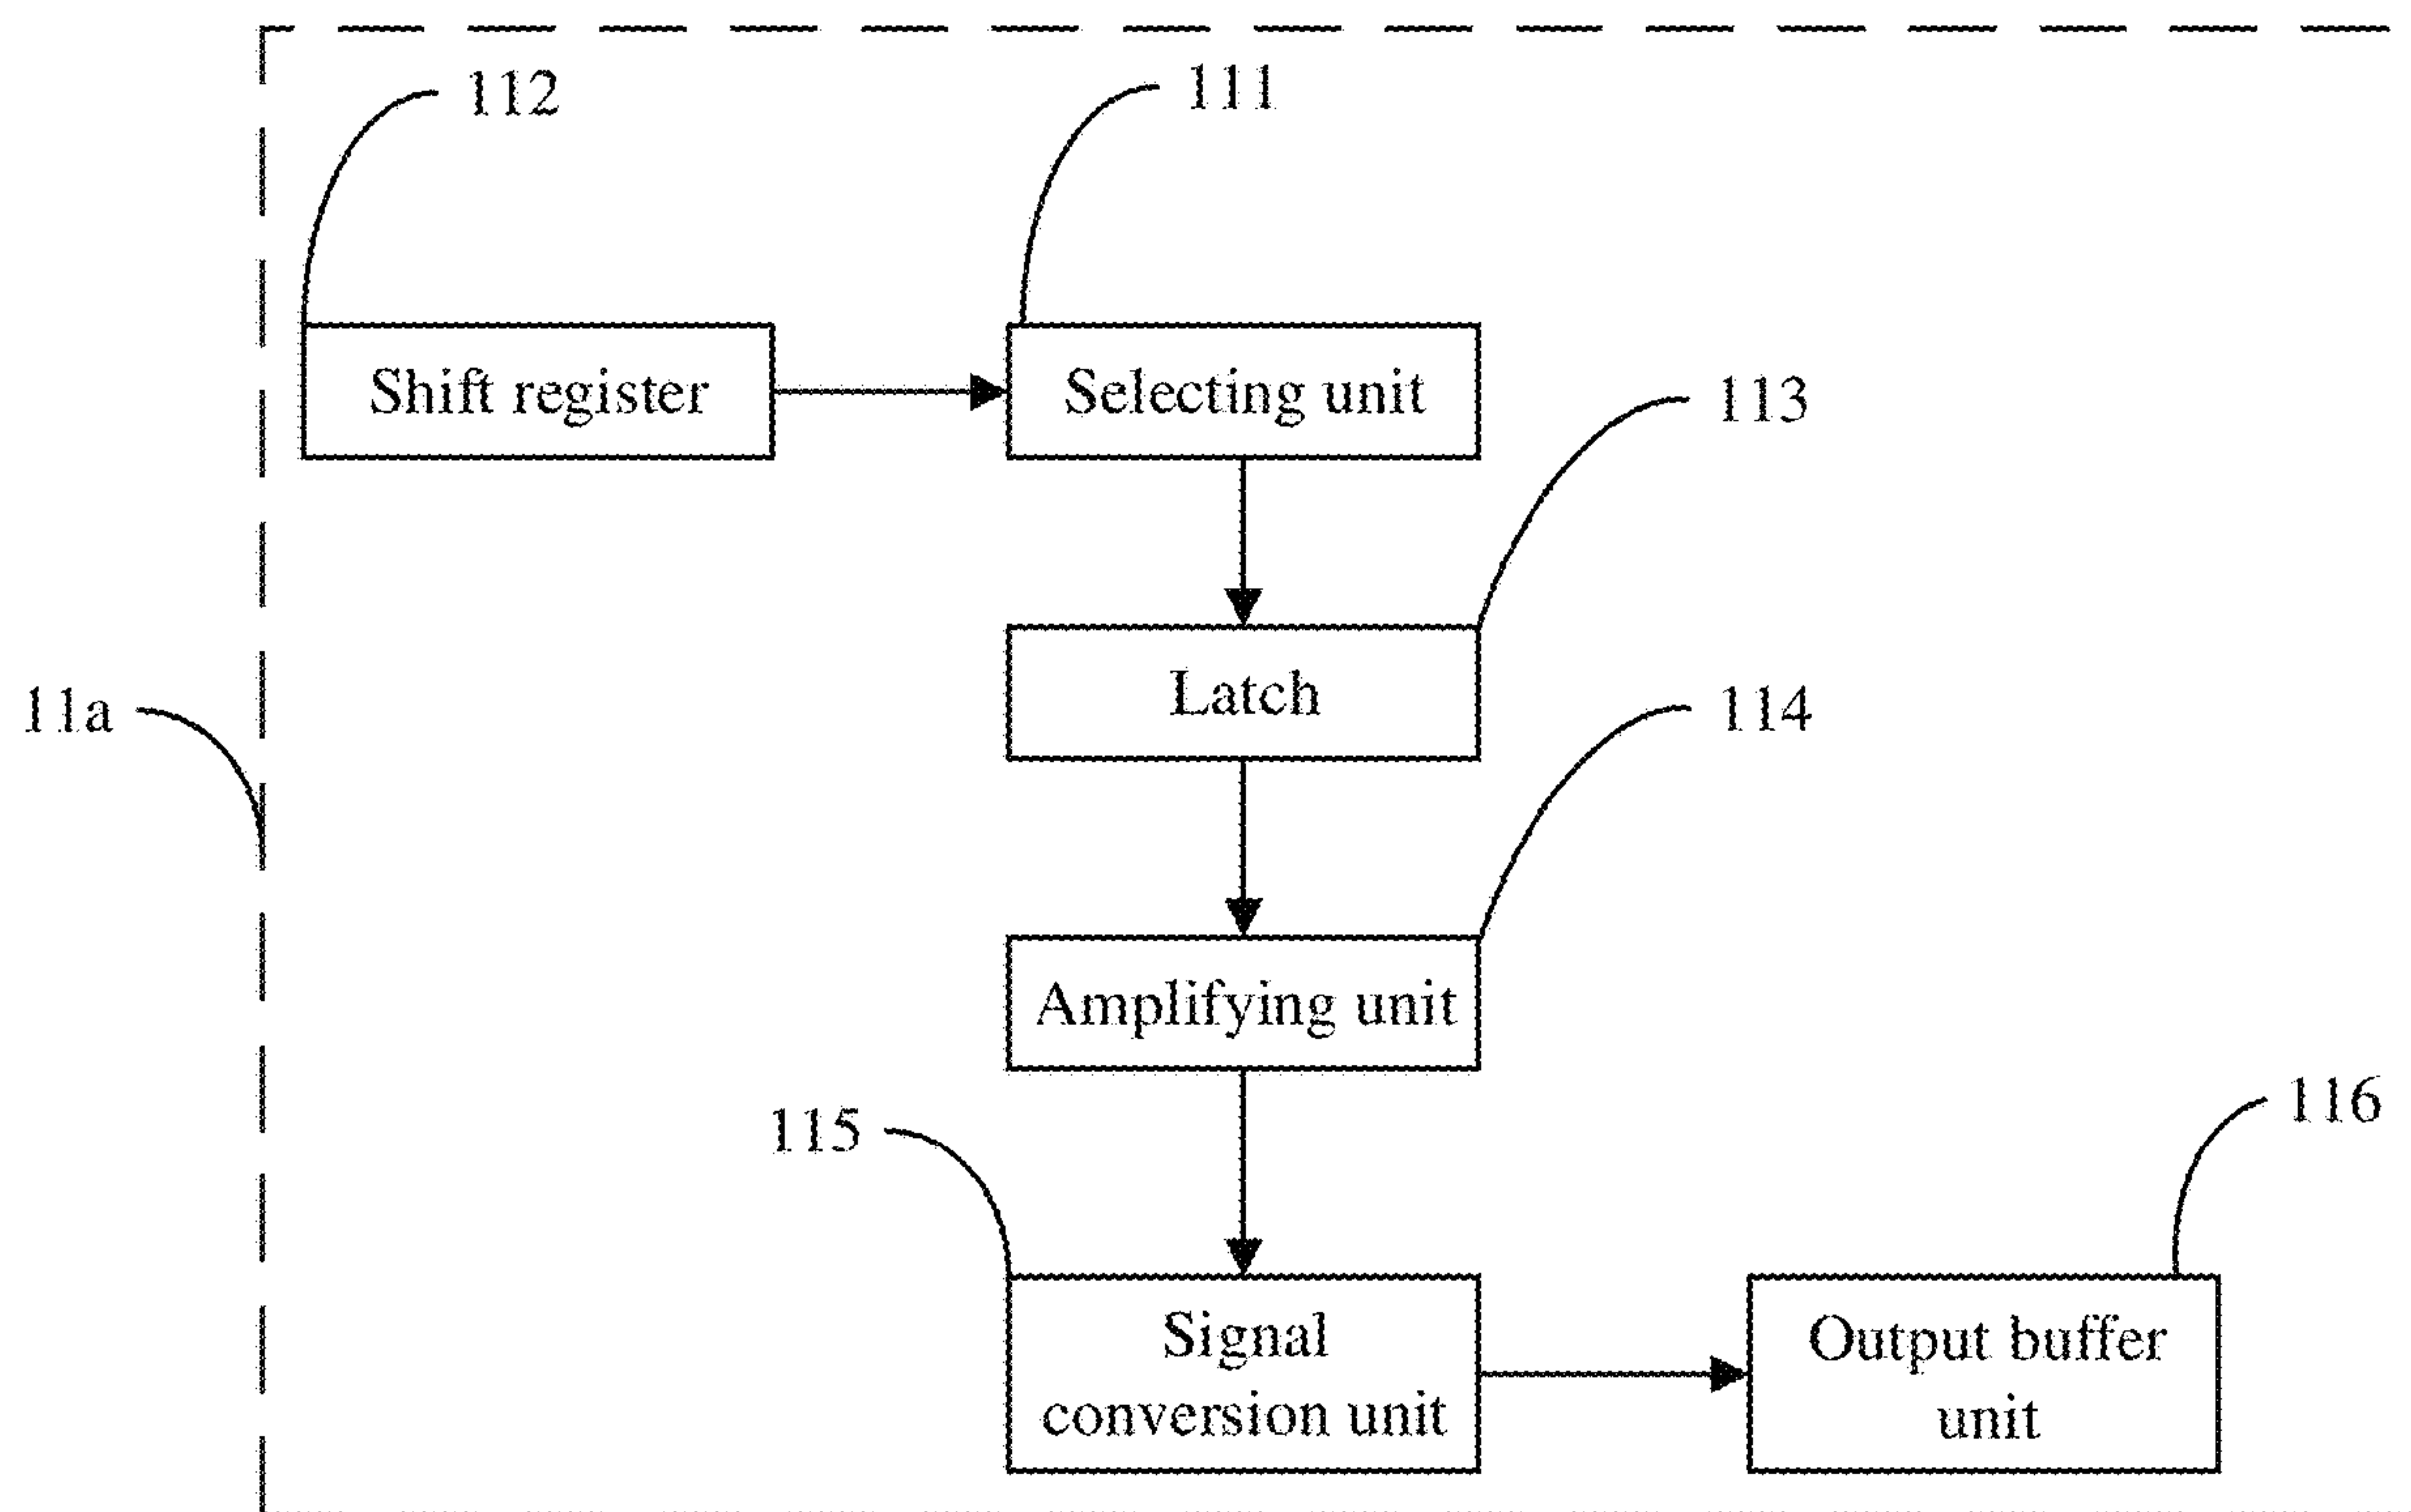 112
111
Shift register
Selecting unit
113
Latch
11a
114
Amplifying unit
115
116
Signal
conversion unit
Output buffer
unit